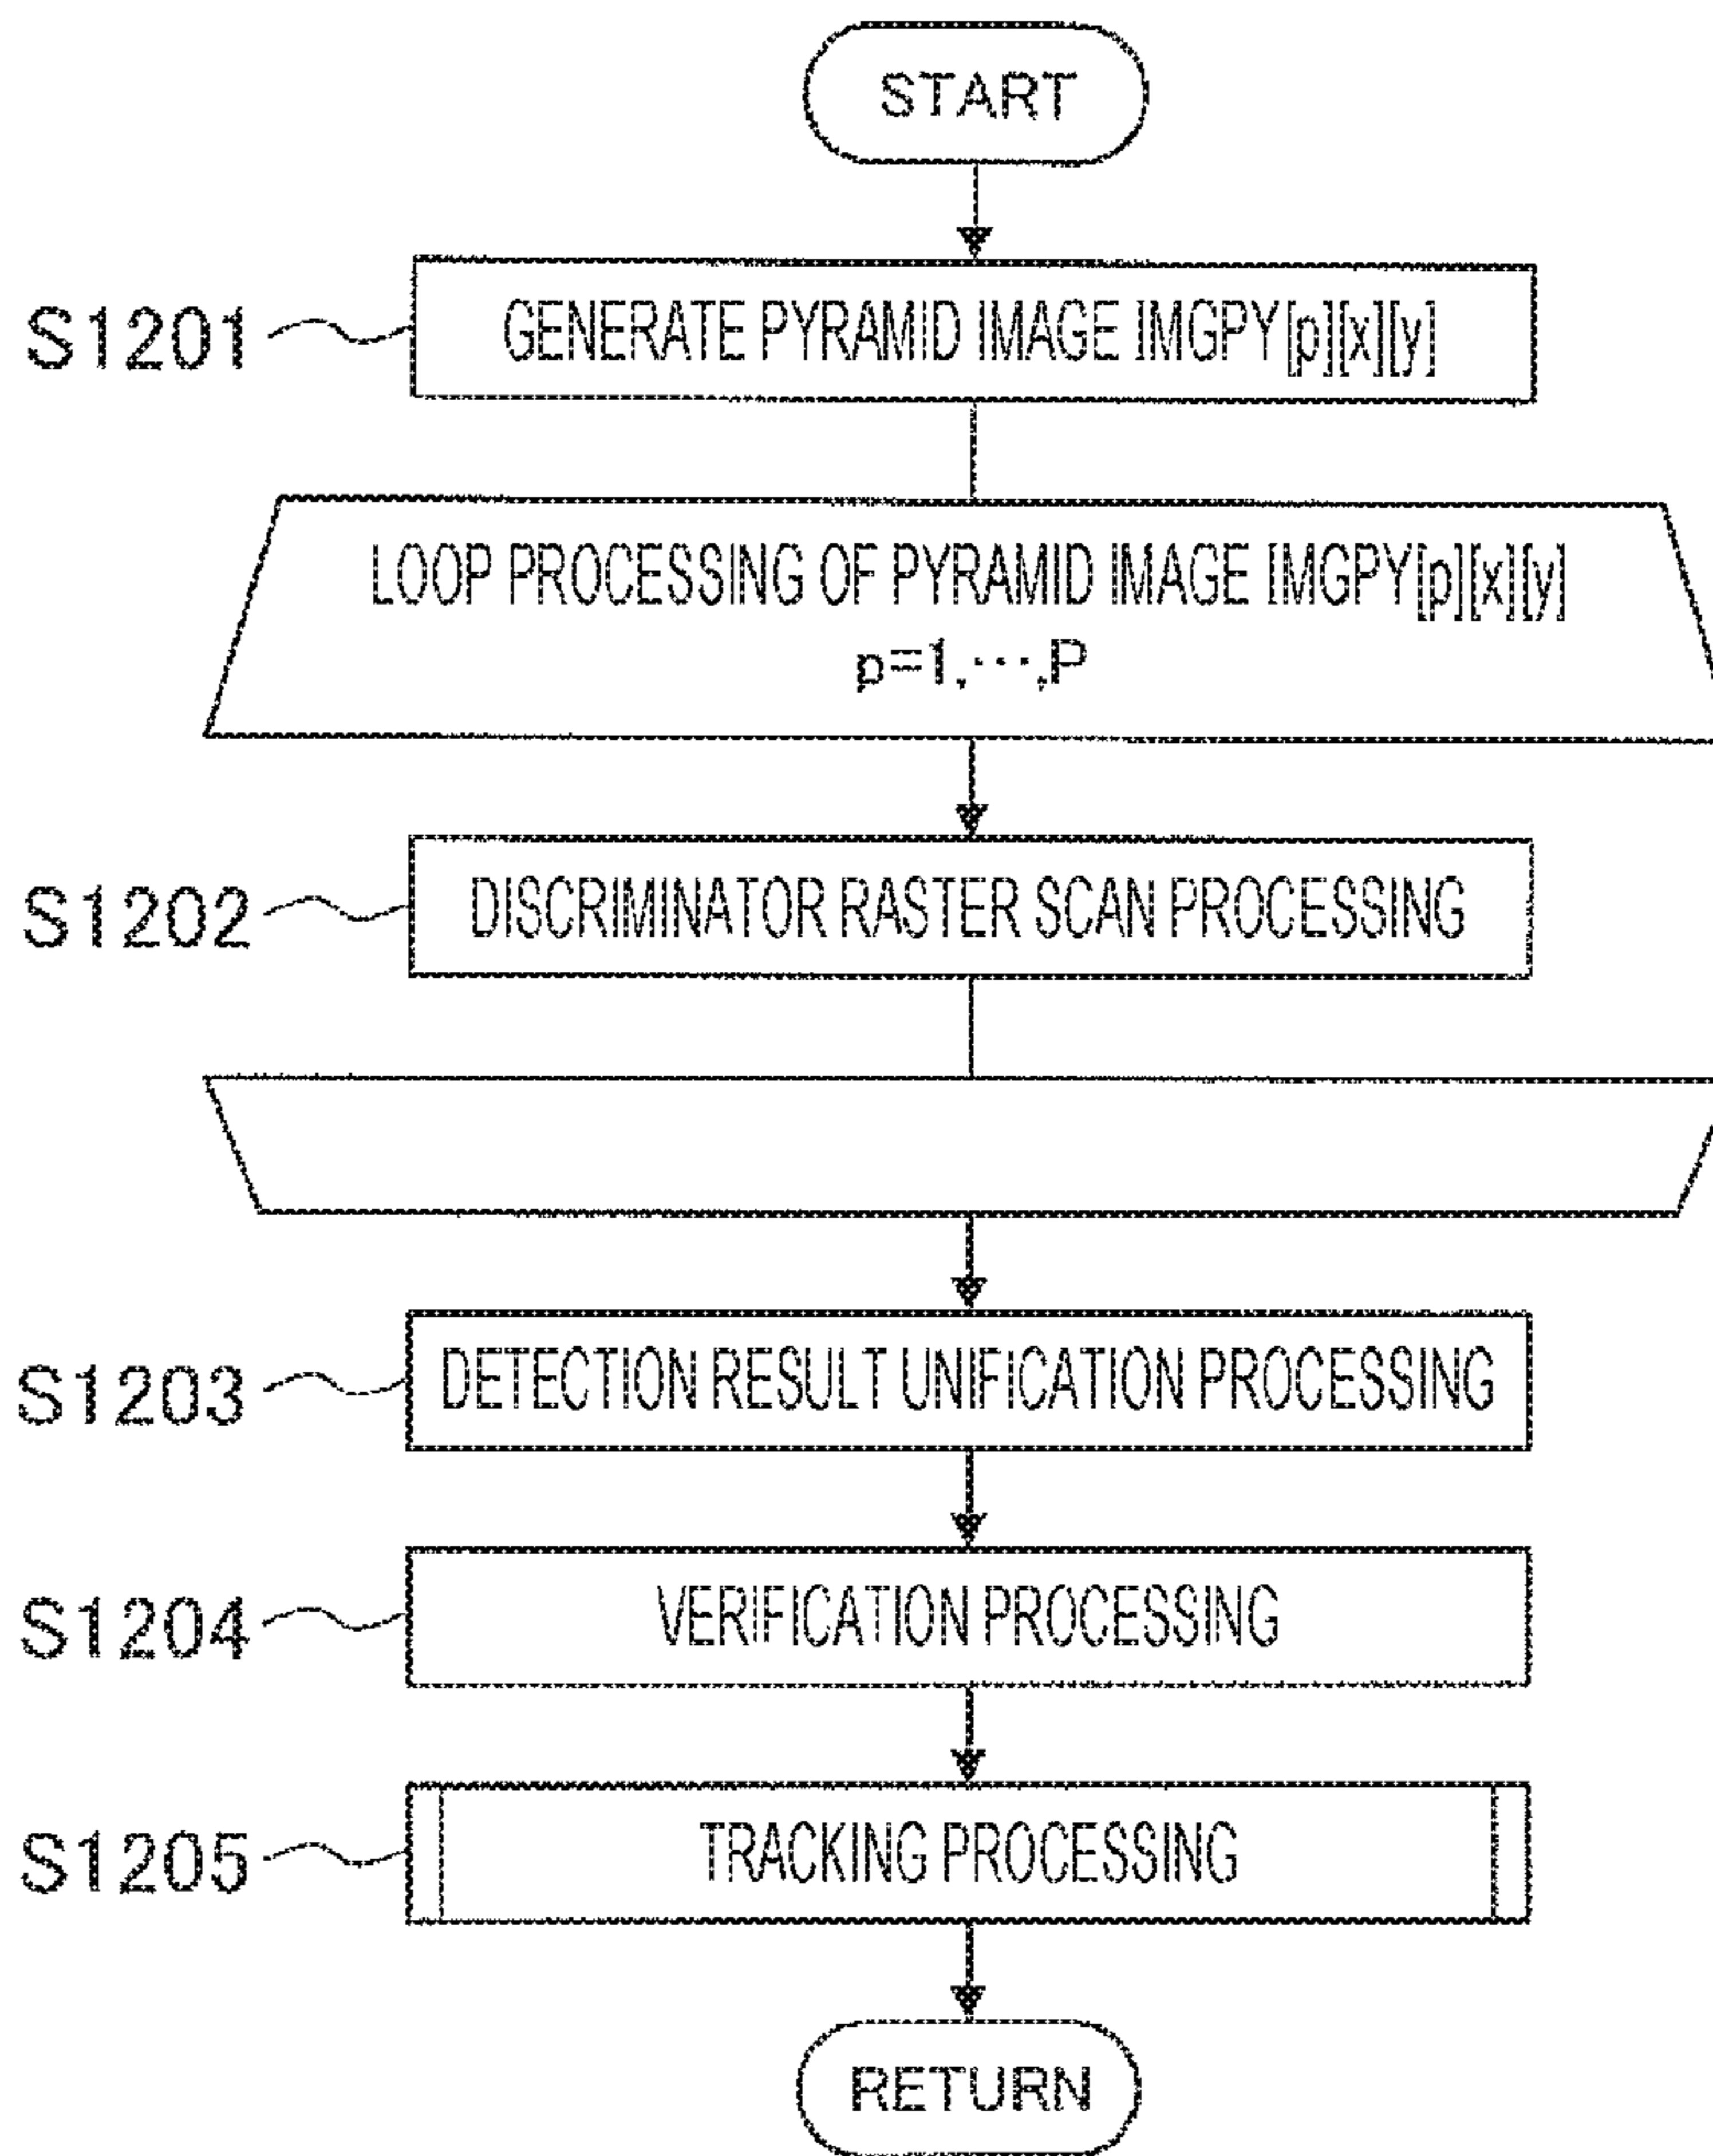 START
S1201
GENERATE PYRAMID IMAGE IMGPY[p][x][y]
LOOP PROCESSING OF PYRAMID IMAGE IMGPY[p][x][y]
p=1,⋯,P
S1202
DISCRIMINATOR RASTER SCAN PROCESSING
S1203
DETECTION RESULT UNIFICATION PROCESSING
S1204
VERIFICATION PROCESSING
S1205
TRACKING PROCESSING
RETURN